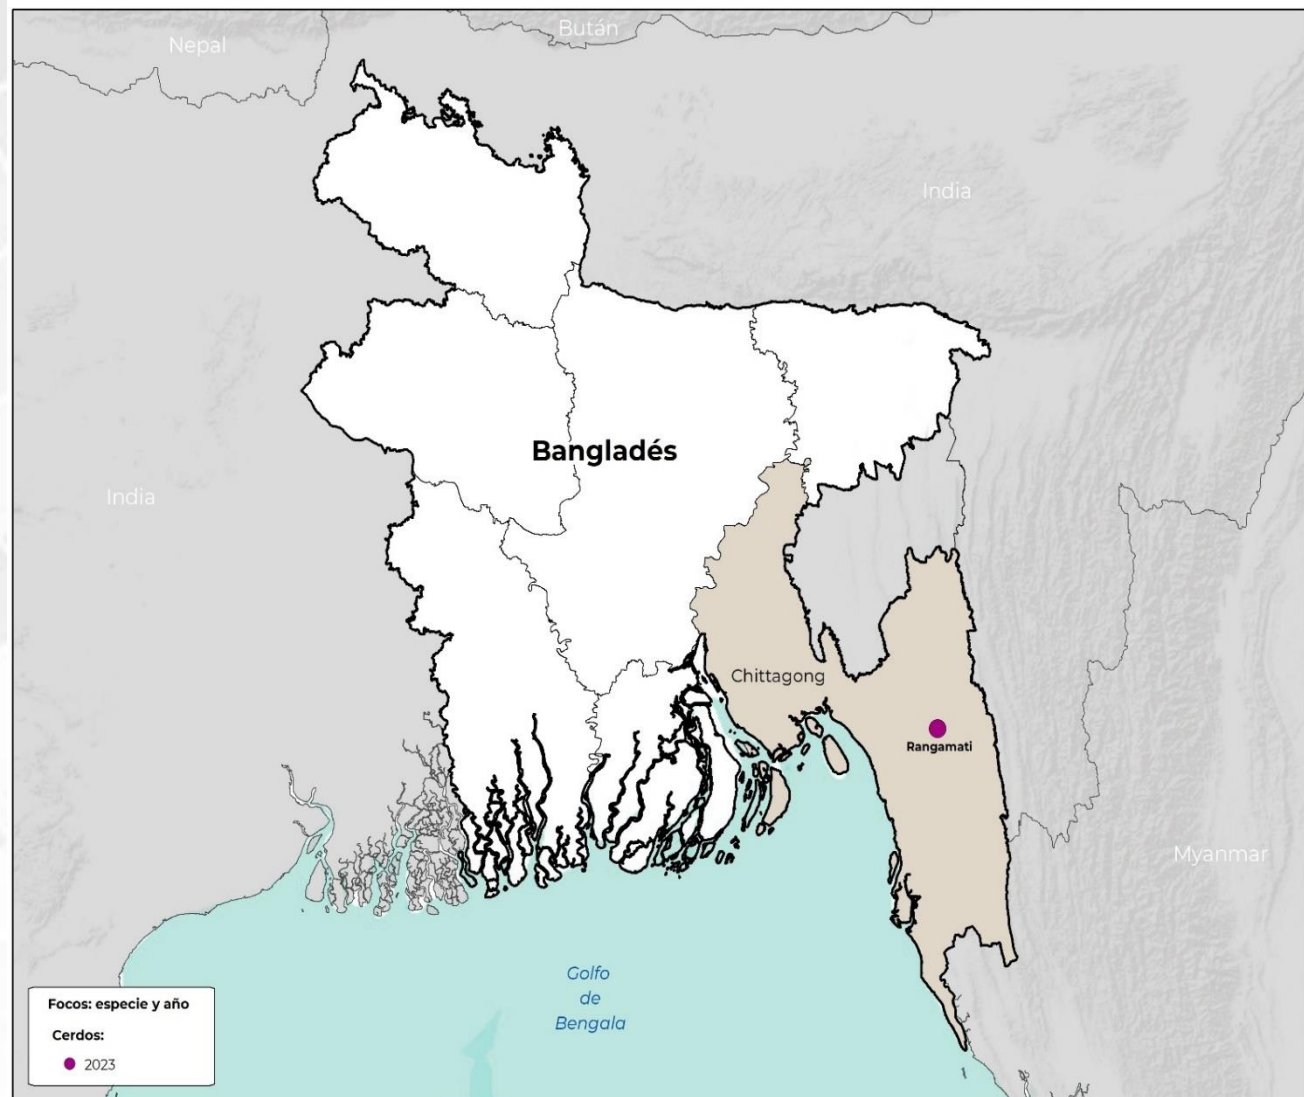 Nepal
Bután
India
Bangladés
India
Chittagong
Rangamati
Myanmar
Golfo
de
Bengala
Focos: especie y año
Cerdos:
2023